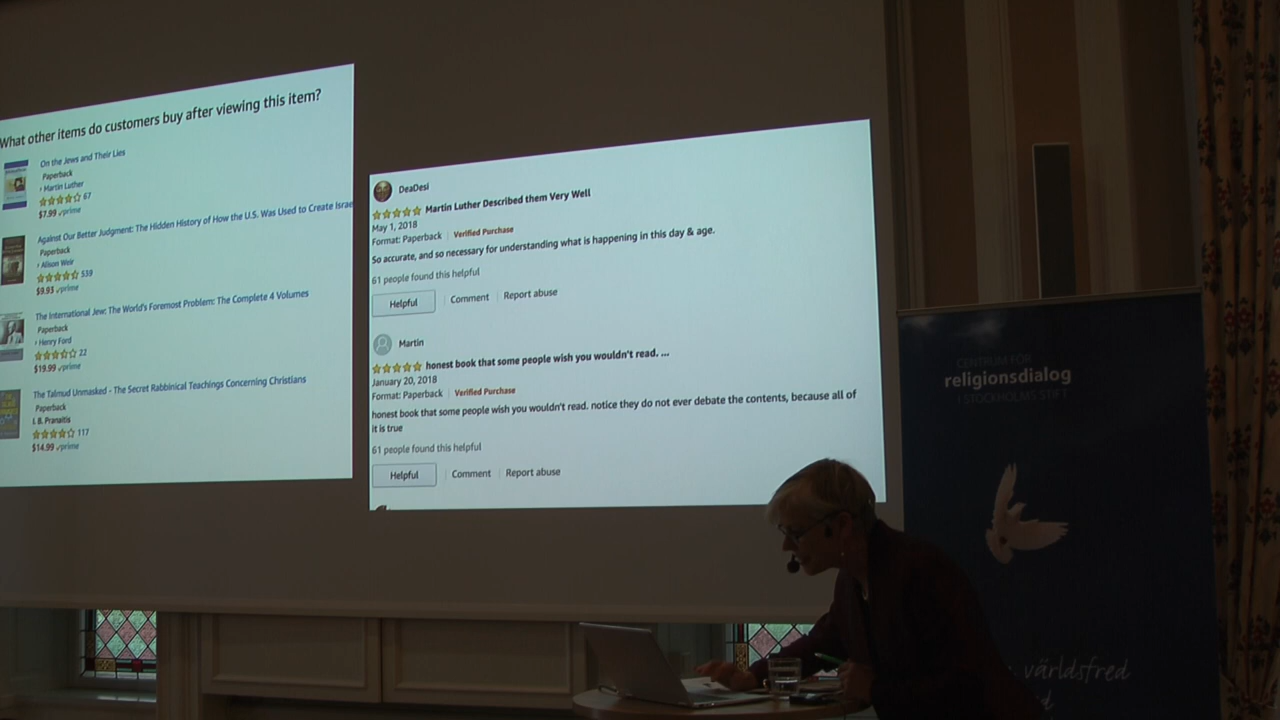 What other items do customers buy after viewing this item?
On the Jews and Their Lies
Paperback
› Martin Luther
67
$7.99 ✓prime
Against Our Better Judgment: The Hidden History of How the U.S. Was Used to Create Israe
Paperback
› Alison Weir
539
$9.93 ✓prime
The International Jew: The World's Foremost Problem: The Complete 4 Volumes
Paperback
› Henry Ford
22
$19.99 ✓prime
The Talmud Unmasked - The Secret Rabbinical Teachings Concerning Christians
Paperback
I. B. Pranaitis
117
$14.99 ✓prime
DeaDesi
Martin Luther Described them Very Well
May 1, 2018
Format: Paperback | Verified Purchase
So accurate, and so necessary for understanding what is happening in this day & age.
61 people found this helpful
Helpful | Comment | Report abuse
Martin
honest book that some people wish you wouldn't read. ...
January 20, 2018
Format: Paperback | Verified Purchase
honest book that some people wish you wouldn't read. notice they do not ever debate the contents, because all of
it is true
61 people found this helpful
Helpful | Comment | Report abuse
CENTRUM FÖR
religionsdialog
I STOCKHOLMS STIFT
världsfred